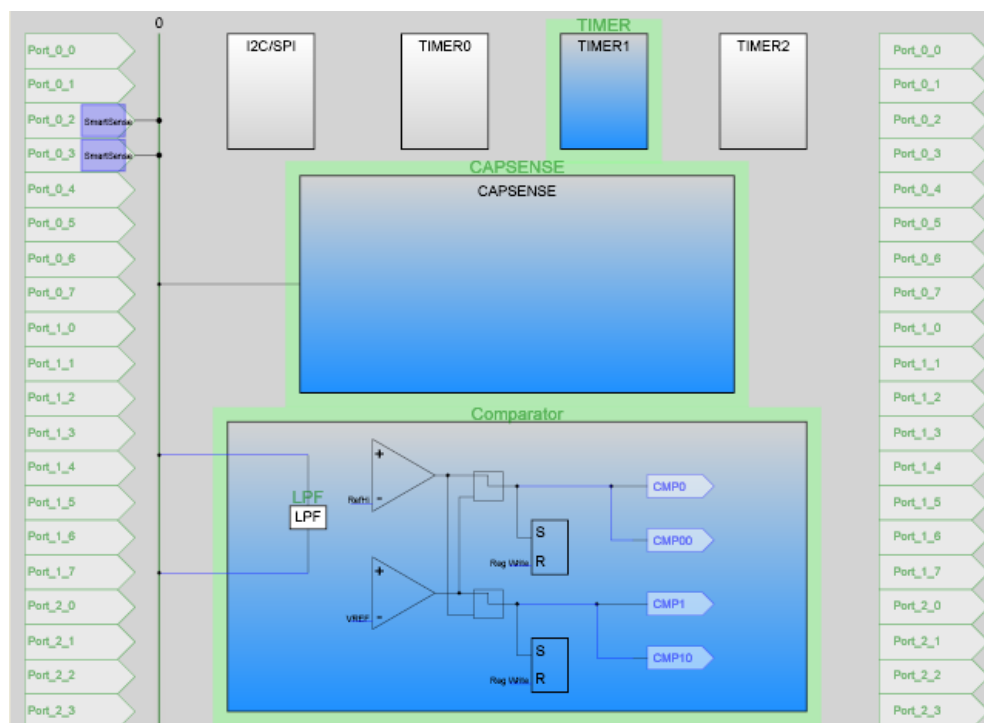 0
TIMER
I2C/SPI
TIMER0
TIMER1
TIMER2
Port_0_0
Port_0_1
Port_0_2
SmartSense
Port_0_3
SmartSense
Port_0_4
Port_0_5
Port_0_6
Port_0_7
Port_1_0
Port_1_1
Port_1_2
Port_1_3
Port_1_4
Port_1_5
Port_1_6
Port_1_7
Port_2_0
Port_2_1
Port_2_2
Port_2_3
CAPSENSE
CAPSENSE
Comparator
LPF
LPF
+
RefHi
-
S
R
Reg Write
CMP0
CMP00
+
VREF
-
S
R
Reg Write
CMP1
CMP10
Port_0_0
Port_0_1
Port_0_2
Port_0_3
Port_0_4
Port_0_5
Port_0_6
Port_0_7
Port_1_0
Port_1_1
Port_1_2
Port_1_3
Port_1_4
Port_1_5
Port_1_6
Port_1_7
Port_2_0
Port_2_1
Port_2_2
Port_2_3